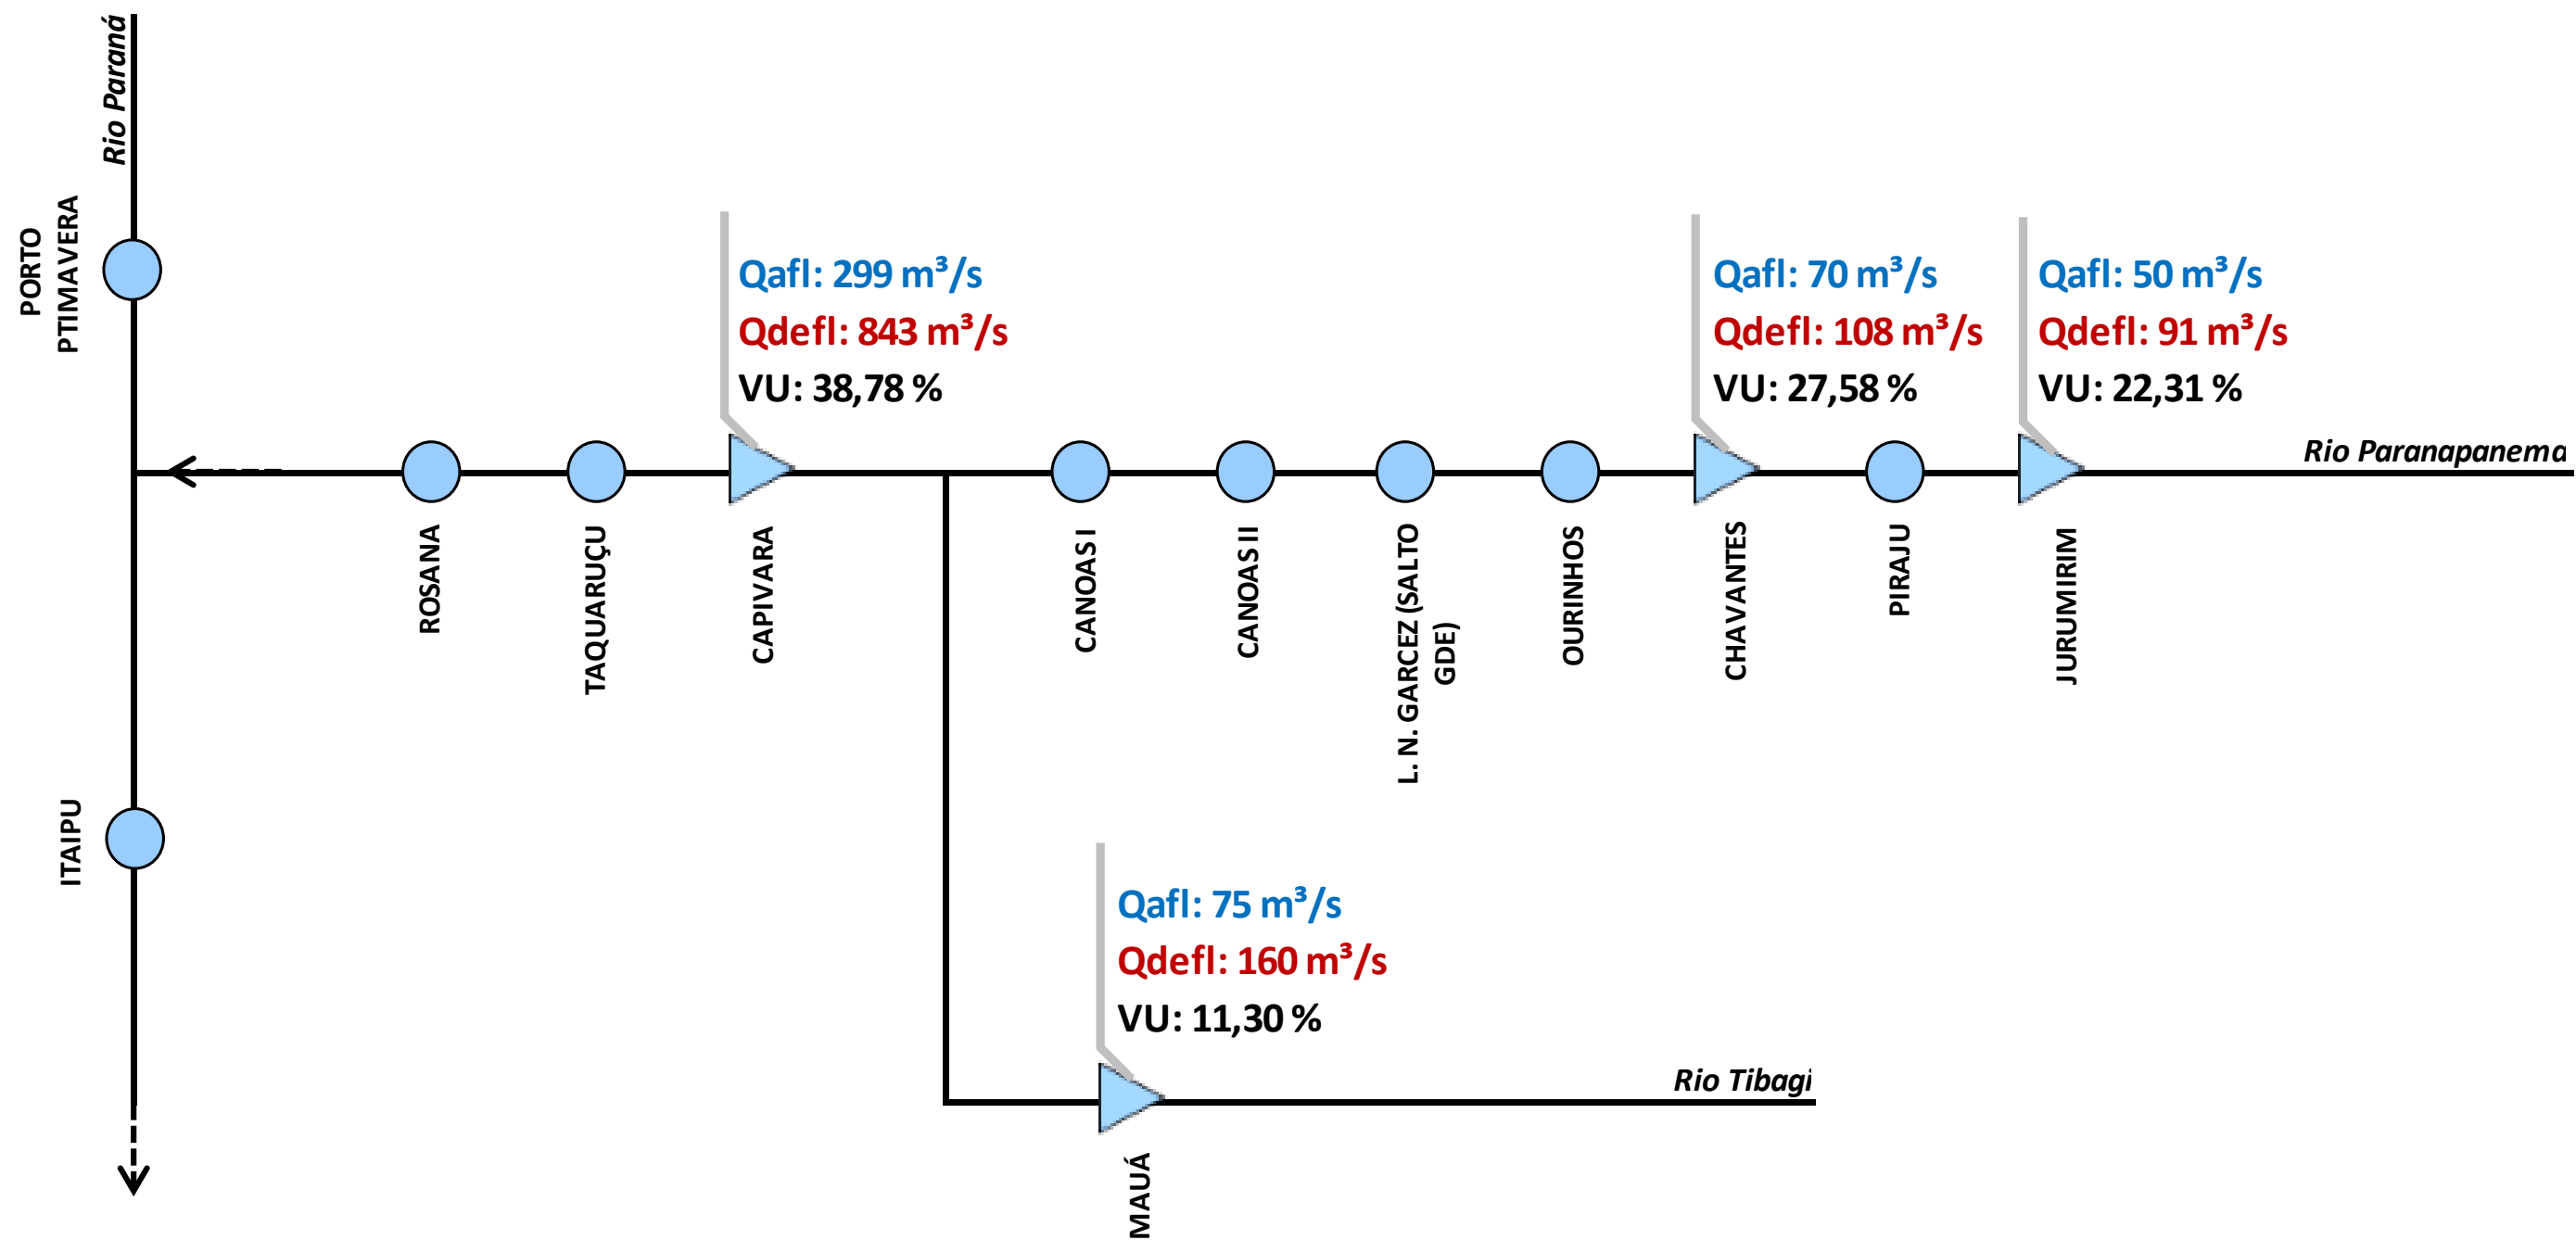 Rio Paraná
PORTO
PTIMAVERA
Qafl: 299 m³/s
Qdefl: 843 m³/s
VU: 38,78 %
Qafl: 70 m³/s
Qdefl: 108 m³/s
VU: 27,58 %
Qafl: 50 m³/s
Qdefl: 91 m³/s
VU: 22,31 %
Rio Paranapanema
ROSANA
TAQUARUÇU
CAPIVARA
CANOAS I
CANOAS II
L. N. GARCEZ (SALTO
GDE)
OURINHOS
CHAVANTES
PIRAJU
JURUMIRIM
ITAIPU
Qafl: 75 m³/s
Qdefl: 160 m³/s
VU: 11,30 %
Rio Tibagi
MAUÁ